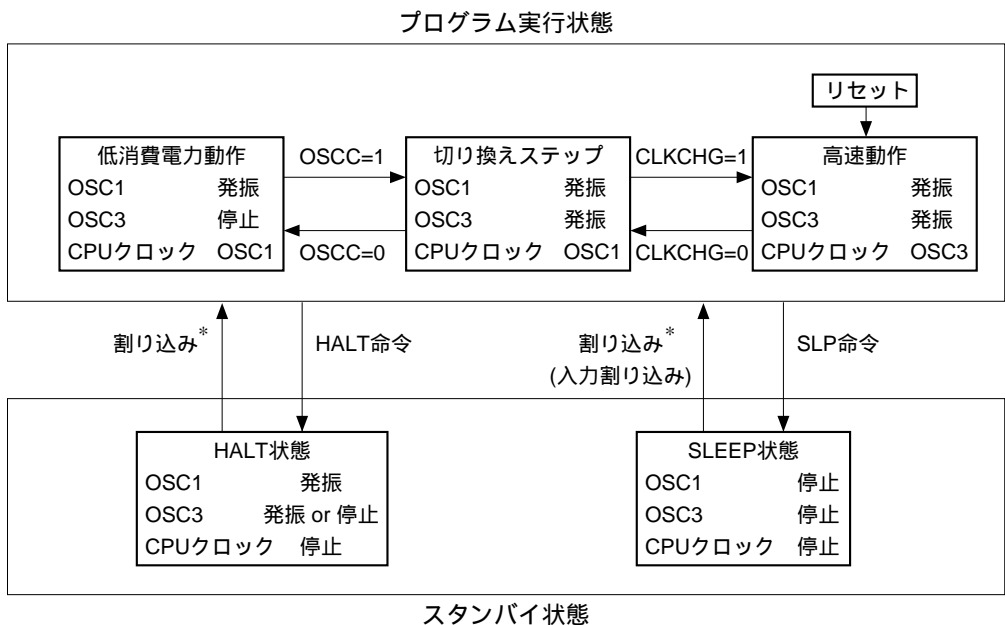 プログラム実行状態
リセット
低消費電力動作
OSC1 発振
OSC3 停止
CPUクロック OSC1
OSCC=1
OSCC=0
切り換えステップ
OSC1 発振
OSC3 発振
CPUクロック OSC1
CLKCHG=1
CLKCHG=0
高速動作
OSC1 発振
OSC3 発振
CPUクロック OSC3
割り込み*
HALT命令
割り込み*
(入力割り込み)
SLP命令
HALT状態
OSC1 発振
OSC3 発振 or 停止
CPUクロック 停止
SLEEP状態
OSC1 停止
OSC3 停止
CPUクロック 停止
スタンバイ状態